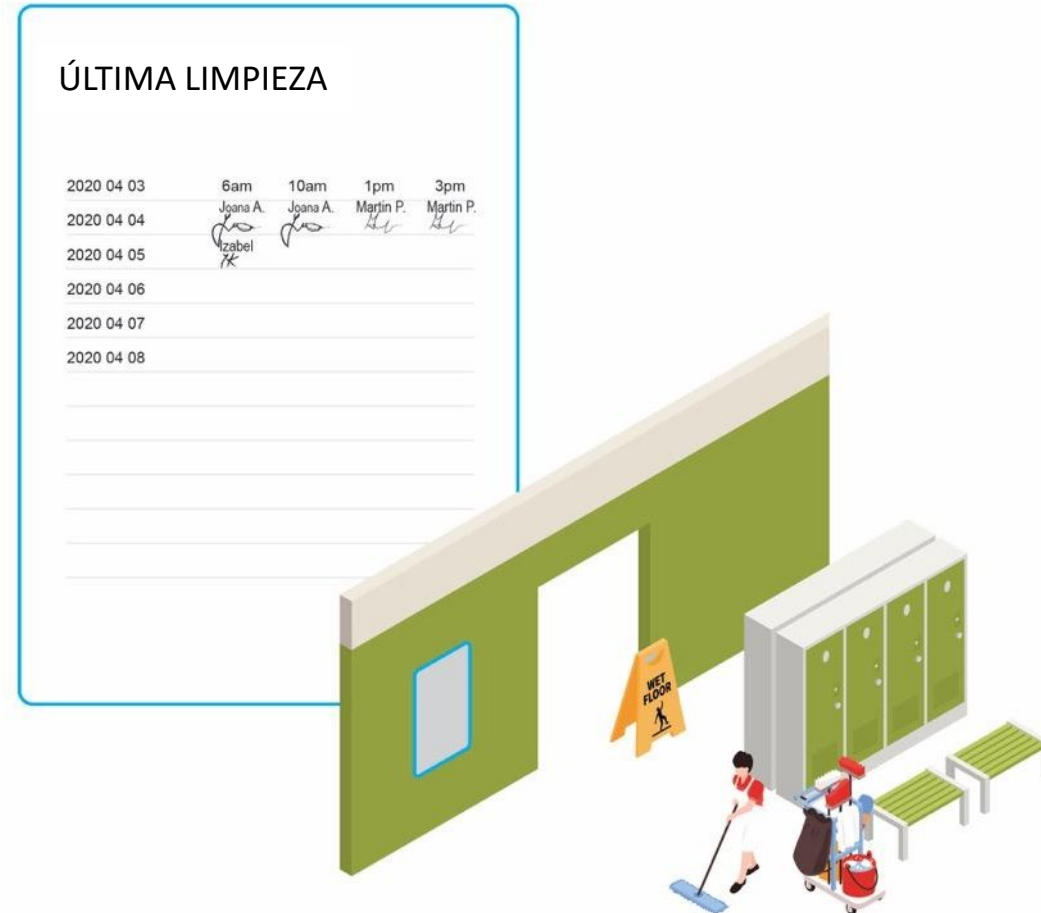 ÚLTIMA LIMPIEZA
2020 04 03 6am 10am 1pm 3pm
Joana A. Joana A. Martin P. Martin P.
2020 04 04
Izabel
2020 04 05
2020 04 06
2020 04 07
2020 04 08
WET
FLOOR